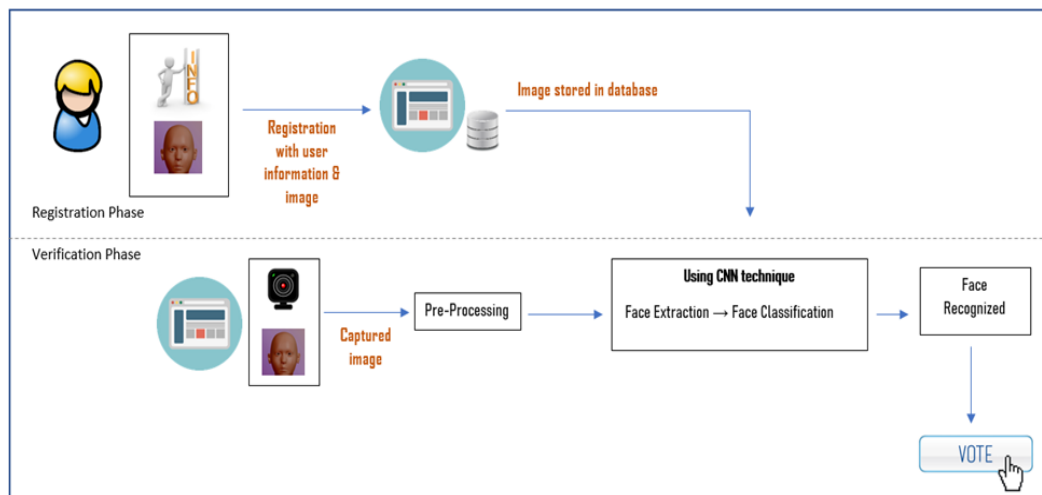 INFO
Image stored in database
Registration
with user
information &
image
Registration Phase
Verification Phase
Captured
image
Pre-Processing
Using CNN technique
Face Extraction → Face Classification
Face
Recognized
VOTE